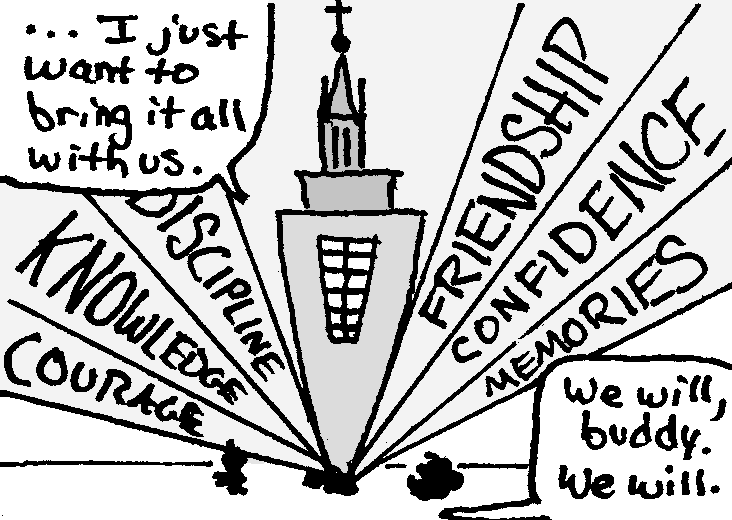 ... I just
want to
bring it all
with us.
DISCIPLINE
KNOWLEDGE
COURAGE
FRIENDSHIP
CONFIDENCE
MEMORIES
We will,
buddy.
We will.